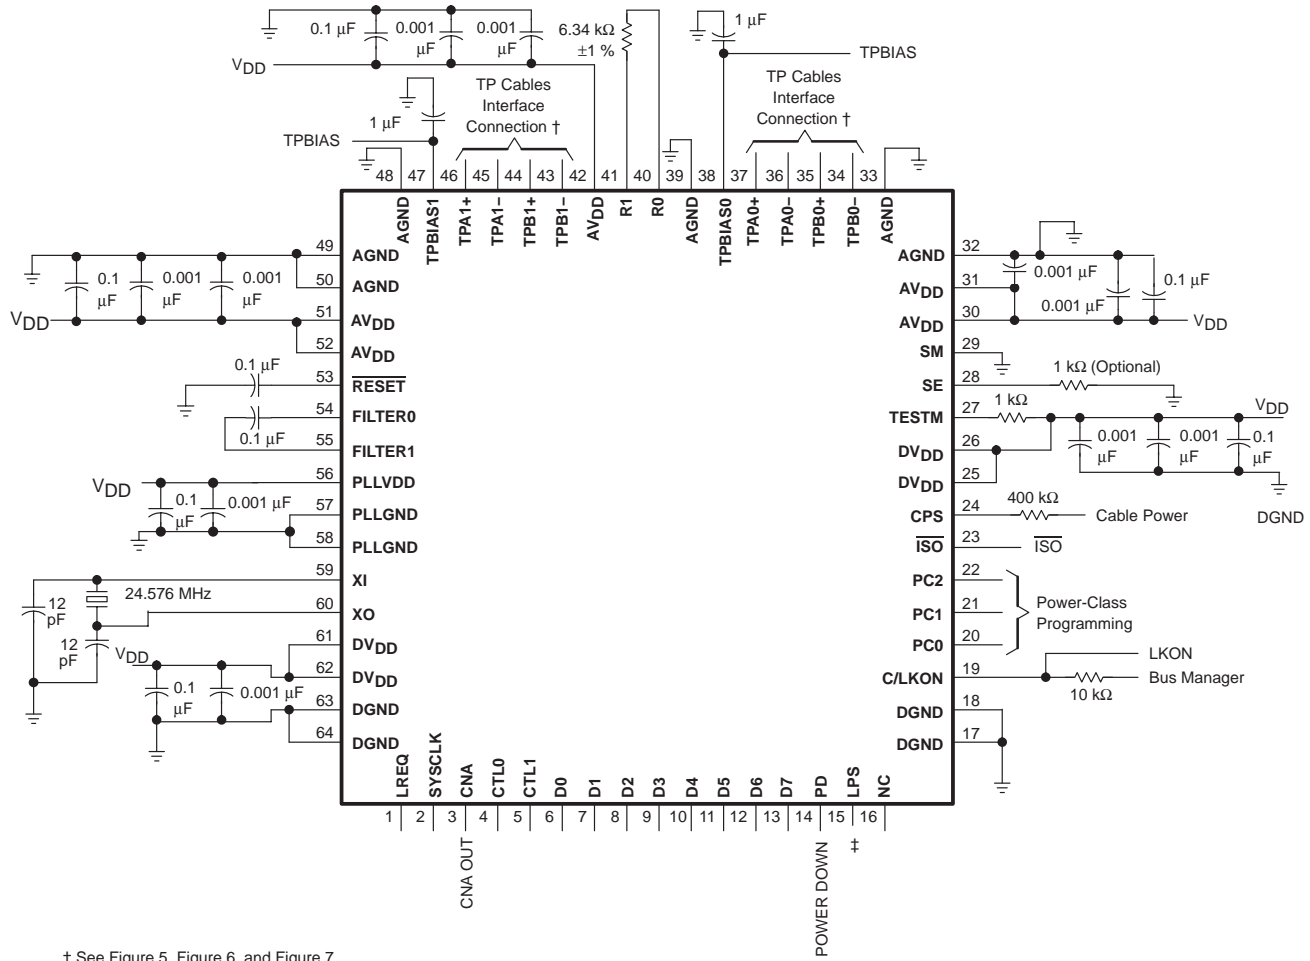 0.1 µF
0.001
µF
0.001
µF
6.34 kΩ
±1 %
1 µF
VDD
TPBIAS
TP Cables
Interface
Connection †
TP Cables
Interface
Connection †
1 µF
TPBIAS
48 47 46 45 44 43 42 41 40 39 38 37 36 35 34 33
AGND
TPBIAS1
TPA1+
TPA1−
TPB1+
TPB1−
AVDD
R1
R0
AGND
TPBIAS0
TPA0+
TPA0−
TPB0+
TPB0−
AGND
49 AGND
50 AGND
51 AVDD
52 AVDD
53 RESET
54 FILTER0
55 FILTER1
56 PLLVDD
57 PLLGND
58 PLLGND
59 XI
60 XO
61 DVDD
62 DVDD
63 DGND
64 DGND
0.1
µF
0.001
µF
0.001
µF
VDD
0.1 µF
0.1 µF
VDD
0.1
µF
0.001 µF
24.576 MHz
12
pF
12
pF
VDD
0.1
µF
0.001 µF
AGND 32
AVDD 31
AVDD 30
SM 29
SE 28
TESTM 27
DVDD 26
DVDD 25
CPS 24
ISO 23
PC2 22
PC1 21
PC0 20
C/LKON 19
DGND 18
DGND 17
0.001 µF
0.001 µF
0.1 µF
VDD
1 kΩ (Optional)
1 kΩ
VDD
0.001
µF
0.001
µF
0.1
µF
400 kΩ
Cable Power
DGND
ISO
Power-Class
Programming
LKON
Bus Manager
10 kΩ
LREQ
SYSCLK
CNA
CTL0
CTL1
D0
D1
D2
D3
D4
D5
D6
D7
PD
LPS
NC
1 2 3 4 5 6 7 8 9 10 11 12 13 14 15 16
CNA OUT
POWER DOWN
‡
† See Figure 5, Figure 6, and Figure 7